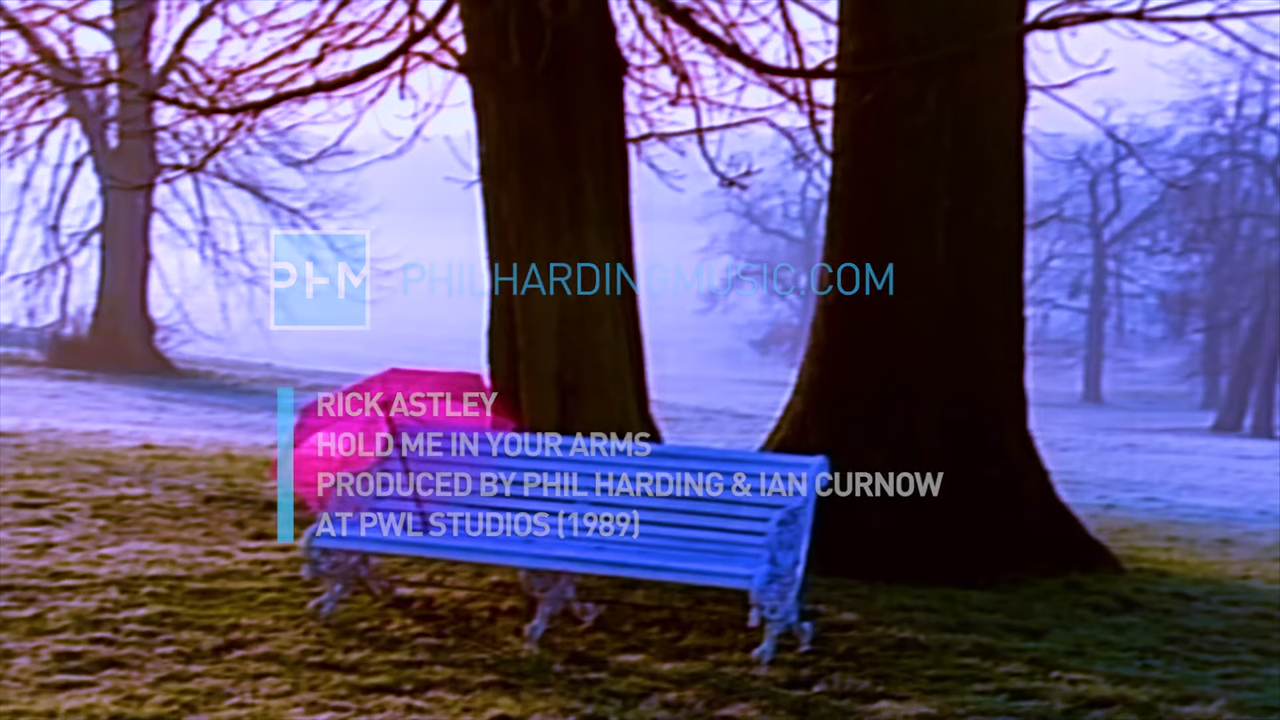 PHM PHILHARDINGMUSIC.COM
RICK ASTLEY
HOLD ME IN YOUR ARMS
PRODUCED BY PHIL HARDING & IAN CURNOW
AT PWL STUDIOS (1989)